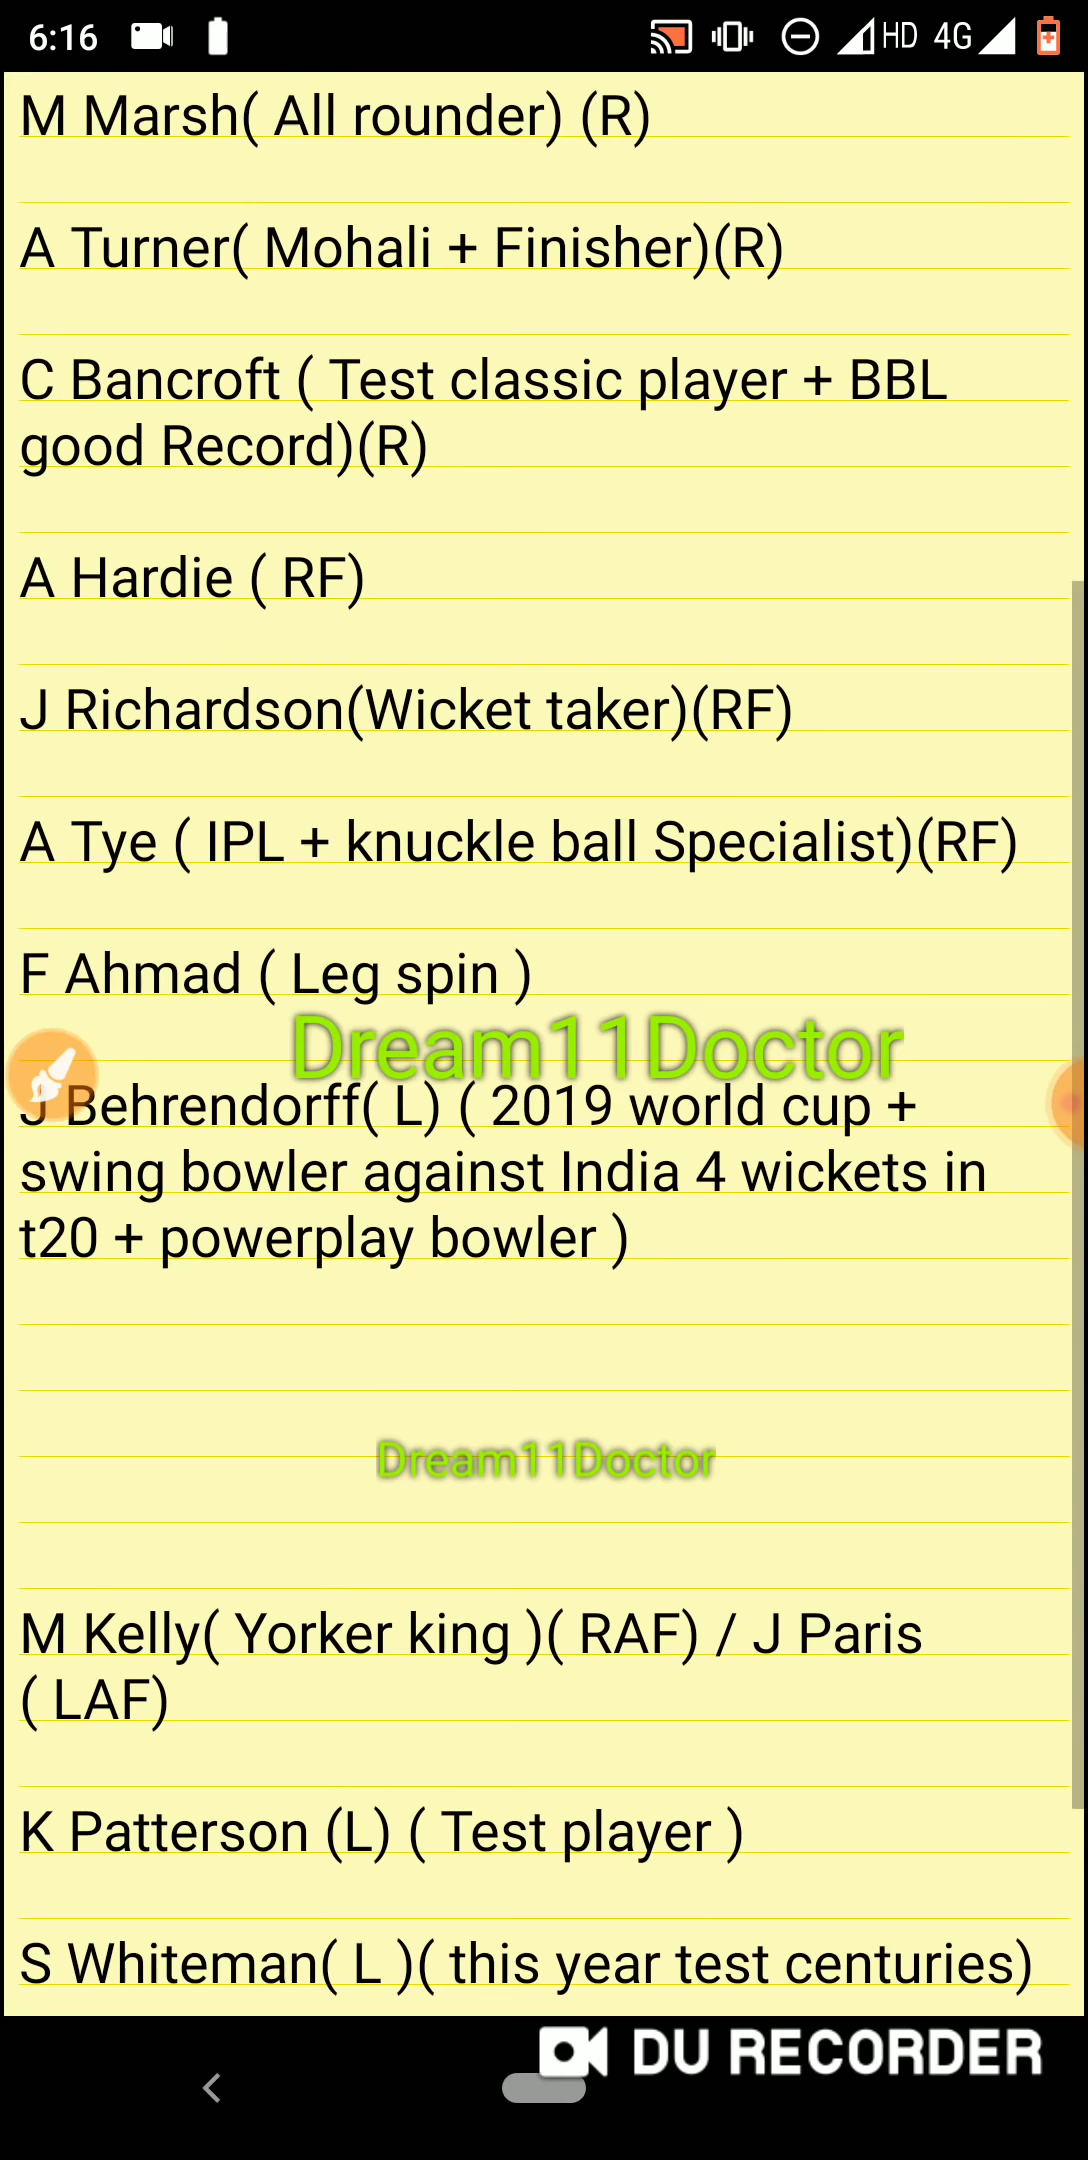 6:16 HD 4G
M Marsh( All rounder) (R)
A Turner( Mohali + Finisher)(R)
C Bancroft ( Test classic player + BBL
good Record)(R)
A Hardie ( RF)
J Richardson(Wicket taker)(RF)
A Tye ( IPL + knuckle ball Specialist)(RF)
F Ahmad ( Leg spin )
Dream11Doctor
J Behrendorff( L) ( 2019 world cup +
swing bowler against India 4 wickets in
t20 + powerplay bowler )
Dream11Doctor
M Kelly( Yorker king )( RAF) / J Paris
( LAF)
K Patterson (L) ( Test player )
S Whiteman( L )( this year test centuries)
DU RECORDER